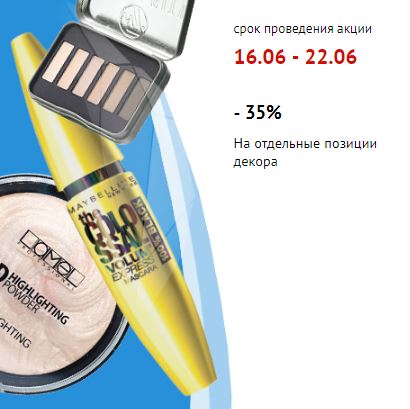 срок проведения акции
16.06 - 22.06
- 35%
На отдельные позиции
декора
MAYBELLINE
NEW YORK
the COLOSSAL
VOLUM'
EXPRESS
MASCARA
LAMEL
PROFESSIONAL
HIGHLIGHTING
POWDER